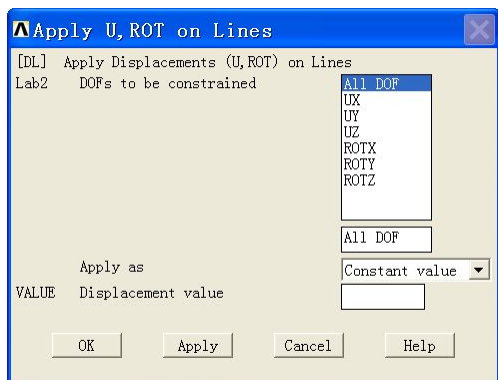 Apply U,ROT on Lines
[DL] Apply Displacements (U,ROT) on Lines
Lab2 DOFs to be constrained
All DOF
UX
UY
UZ
ROTX
ROTY
ROTZ
All DOF
Apply as Constant value
VALUE Displacement value
OK Apply Cancel Help